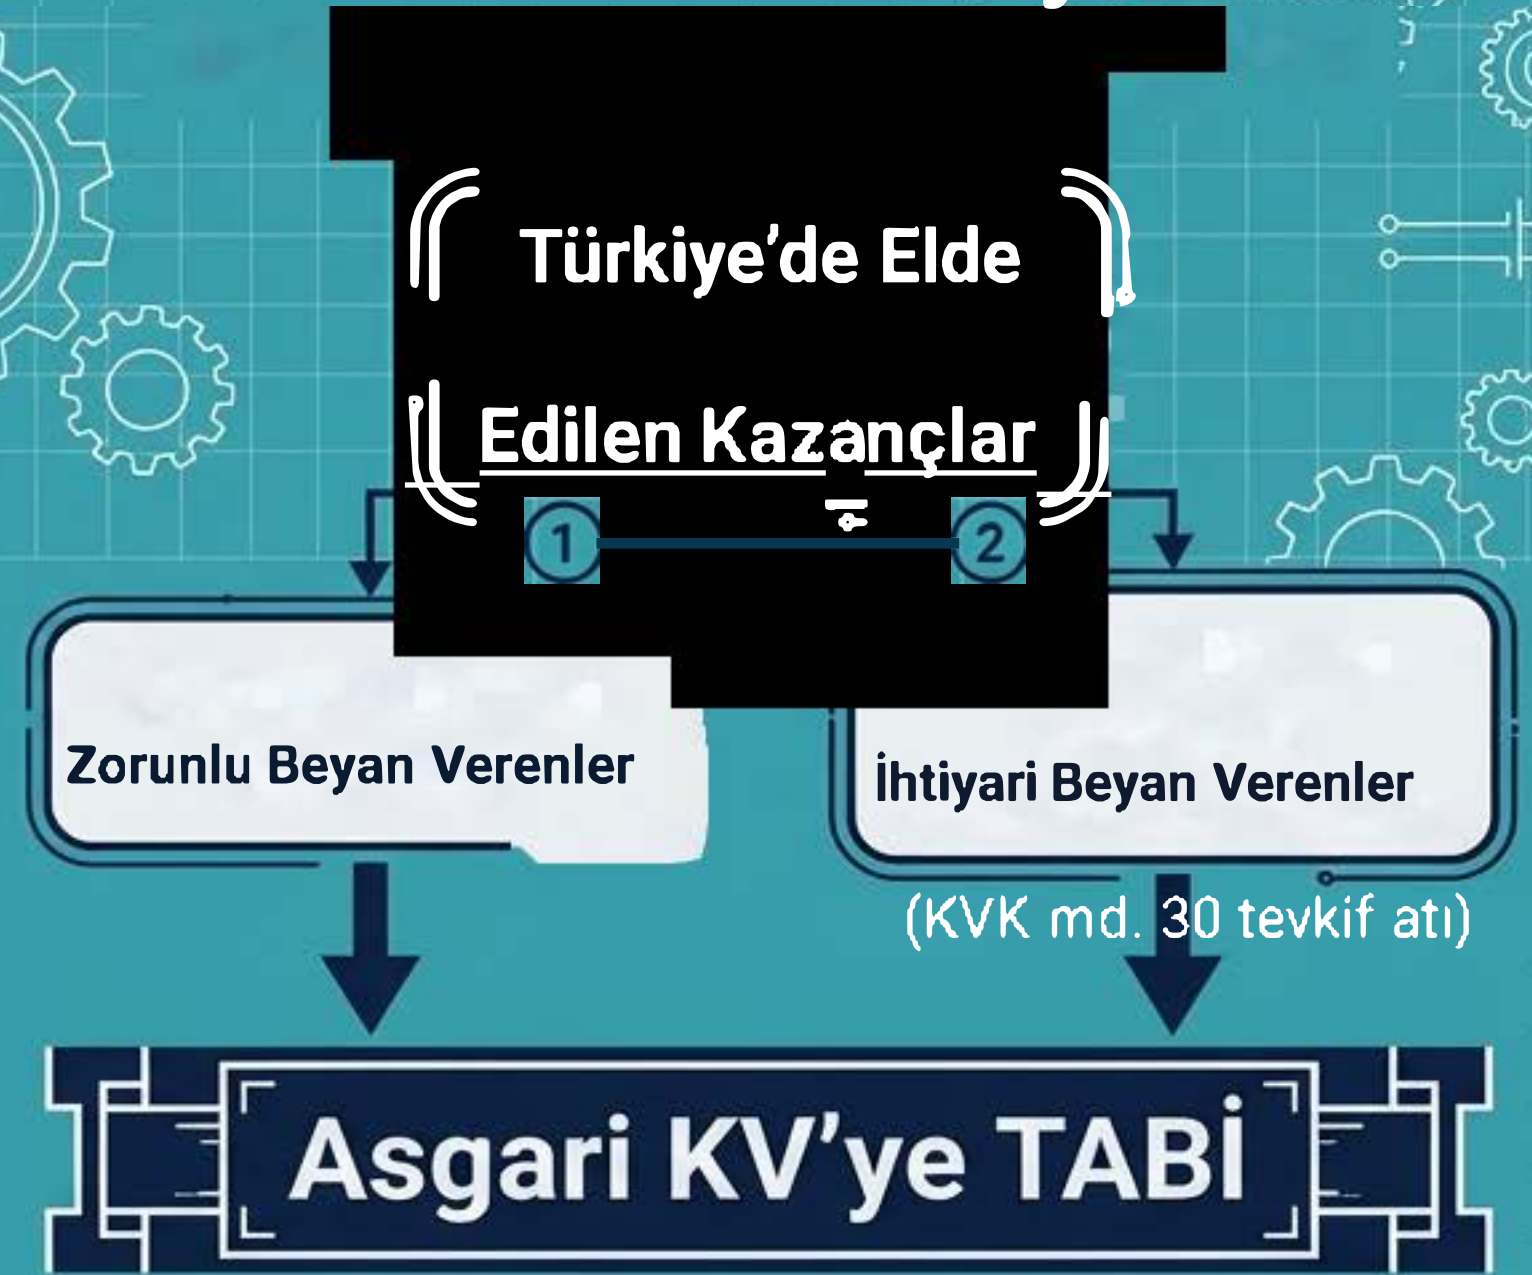 Türkiye'de Elde
Edilen Kazançlar
1
2
Zorunlu Beyan Verenler
İhtiyari Beyan Verenler
(KVK md. 30 tevkif atı)
Asgari KV'ye TABİ